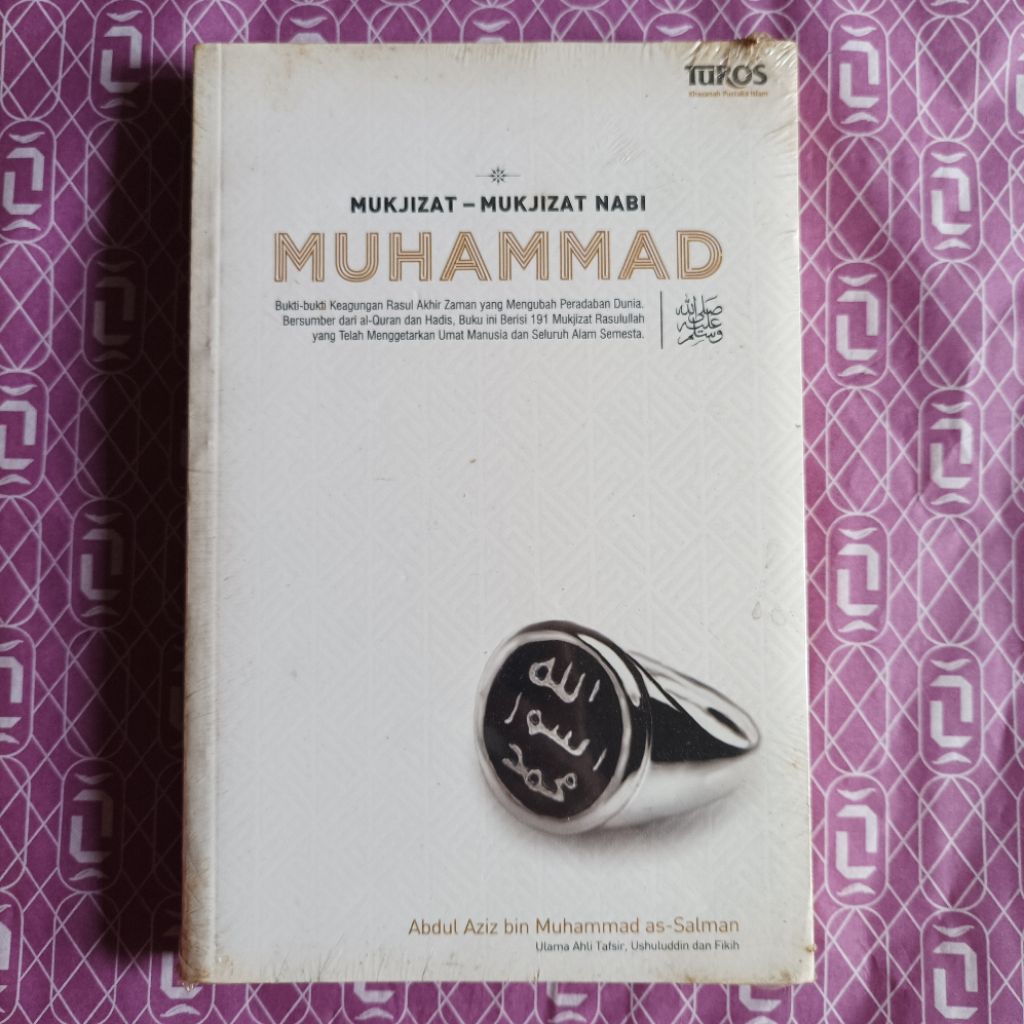 TUROS
Khazanah Pustaka Islam
MUKJIZAT – MUKJIZAT NABI
MUHAMMAD
Bukti-bukti Keagungan Rasul Akhir Zaman yang Mengubah Peradaban Dunia.
Bersumber dari al-Quran dan Hadis, Buku ini Berisi 191 Mukjizat Rasulullah
yang Telah Menggetarkan Umat Manusia dan Seluruh Alam Semesta.
صلى الله
عليه
وسلم
الله
رسول
محمد
Abdul Aziz bin Muhammad as-Salman
Ulama Ahli Tafsir, Ushuluddin dan Fikih